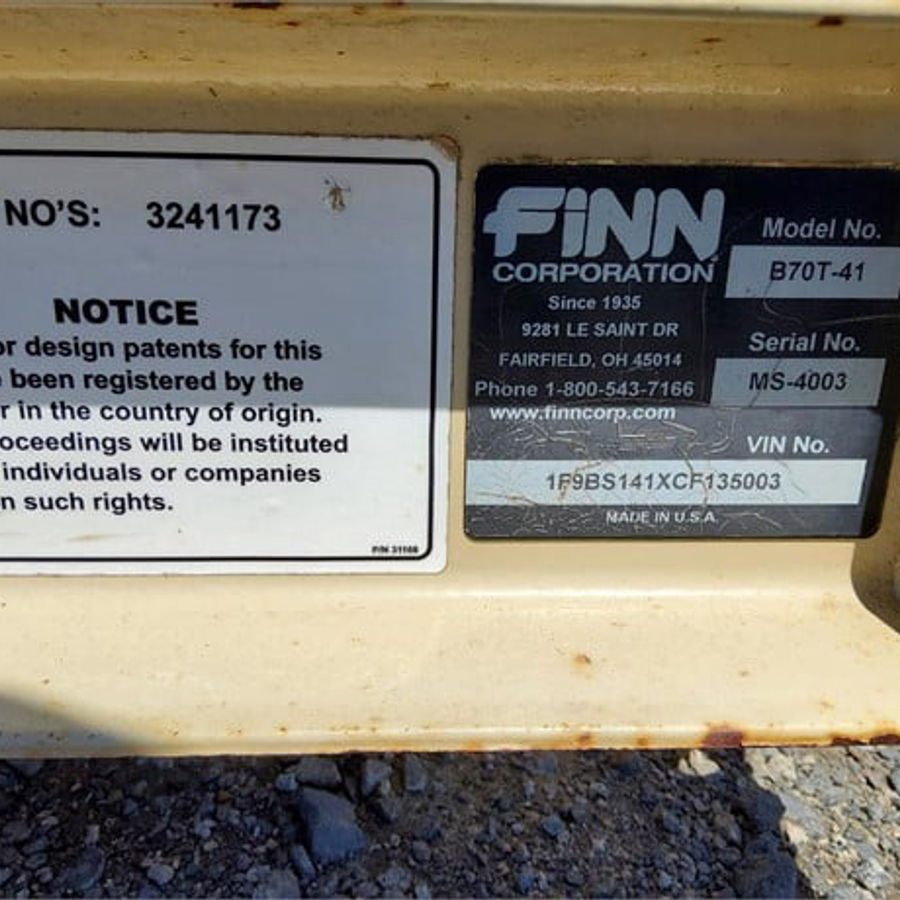 NO'S: 3241173
NOTICE
or design patents for this
been registered by the
r in the country of origin.
oceedings will be instituted
individuals or companies
n such rights.
P/N 31166
FINN
CORPORATION
Since 1935
9281 LE SAINT DR
FAIRFIELD, OH 45014
Phone 1-800-543-7166
www.finncorp.com
Model No.
B70T-41
Serial No.
MS-4003
VIN No.
1F9BS141XCF135003
MADE IN U.S.A.